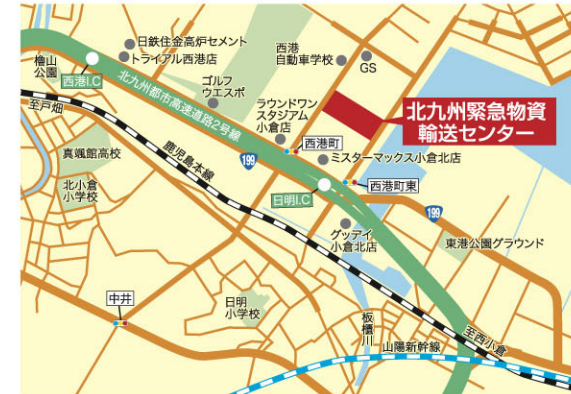 日鉄住金高炉セメント
トライアル西港店
西港
自動車学校
GS
檜山
公園
西港I.C
至戸畑
北九州都市高速道路2号線
ゴルフ
ウエスポ
ラウンドワン
スタジアム
小倉店
北九州緊急物資
輸送センター
西港町
ミスターマックス小倉北店
真颯館高校
鹿児島本線
199
西港町東
北小倉
小学校
日明I.C
199
グッデイ
小倉北店
東港公園グラウンド
中井
日明
小学校
板櫃川
至西小倉
山陽新幹線